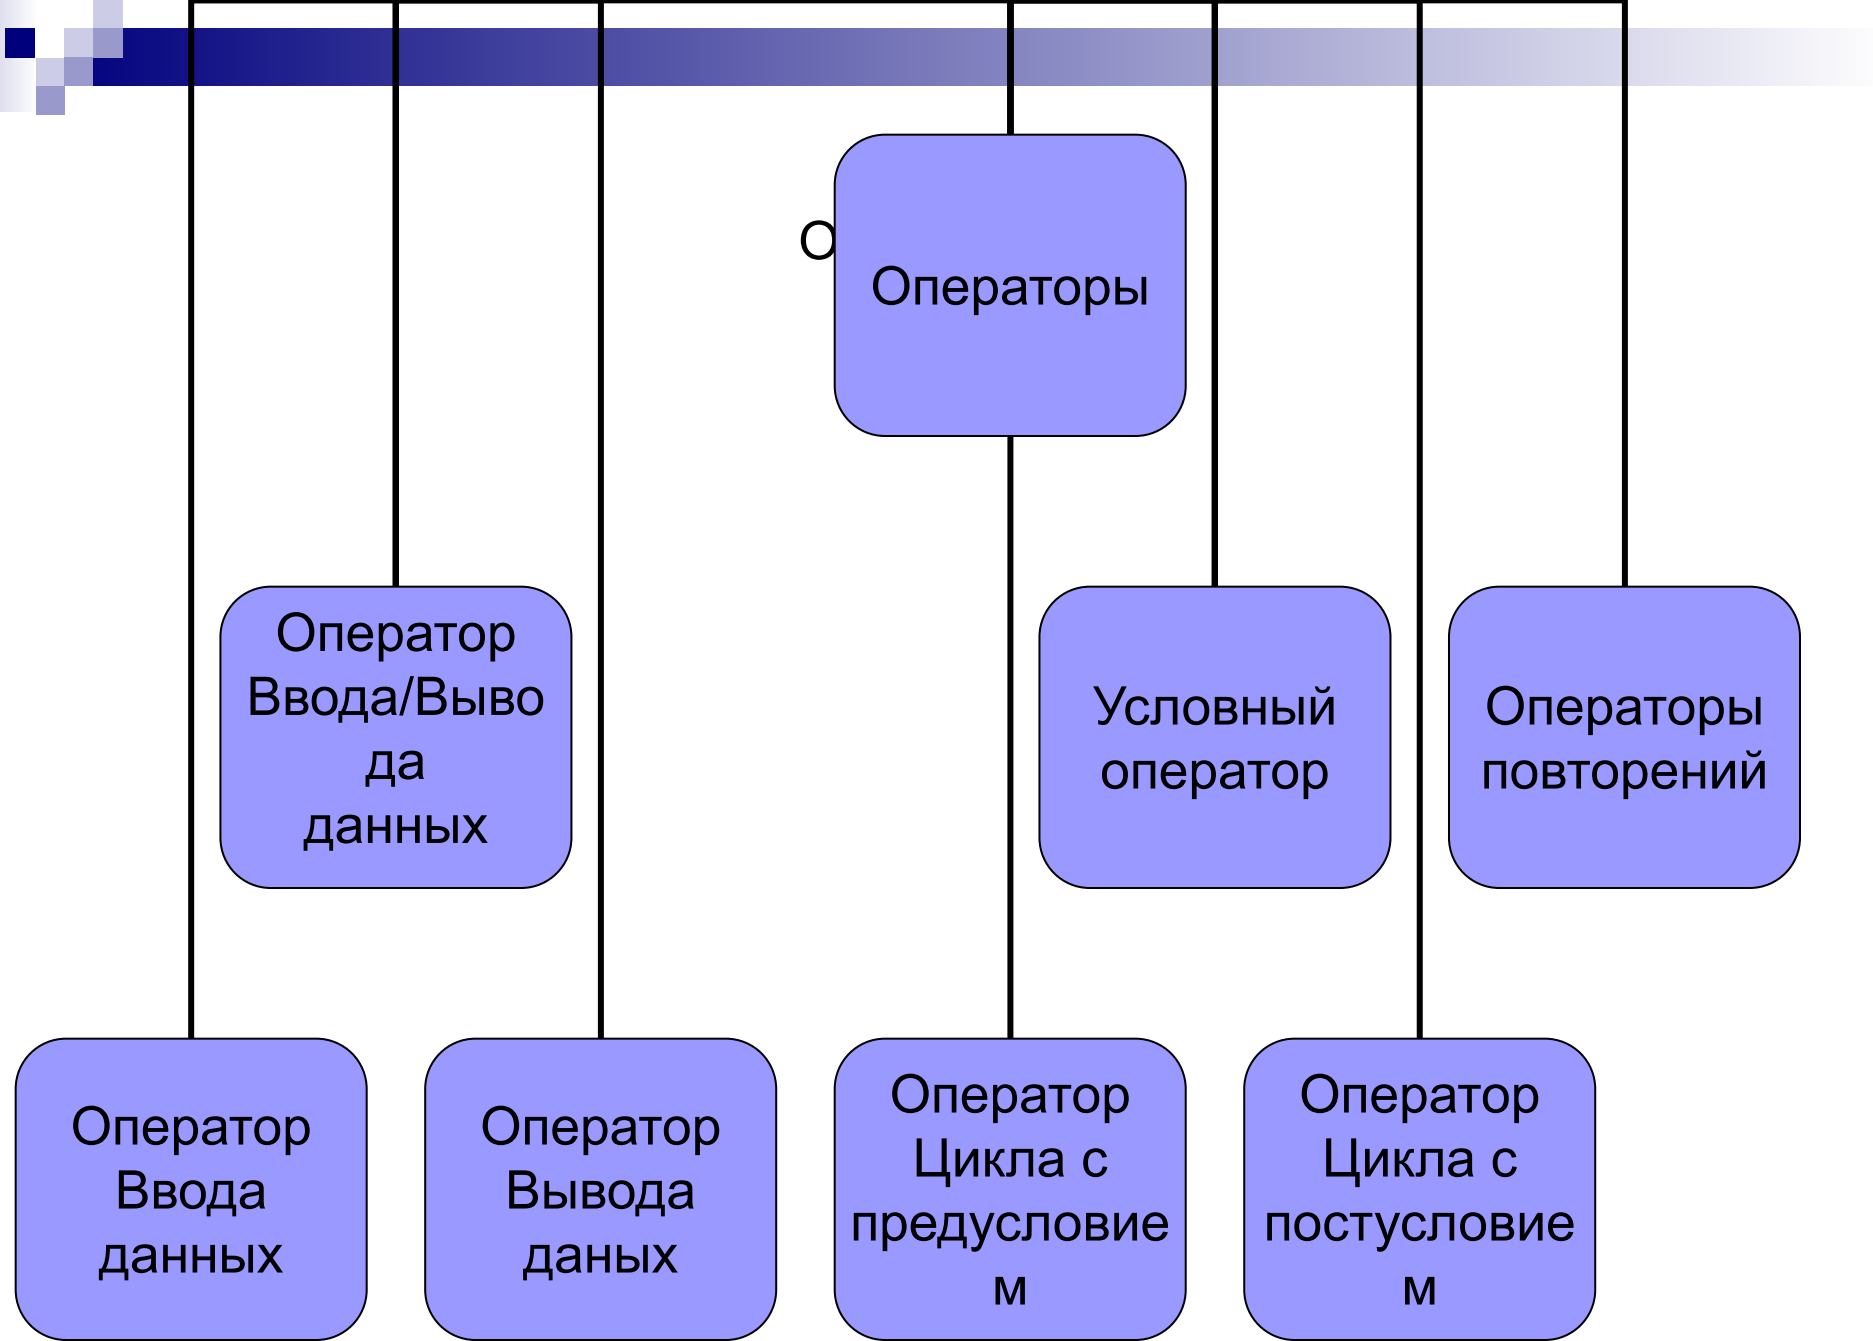 О
Операторы
Оператор
Ввода/Выво
да
данных
Условный
оператор
Операторы
повторений
Оператор
Ввода
данных
Оператор
Вывода
даных
Оператор
Цикла с
предусловие
м
Оператор
Цикла с
постусловие
м